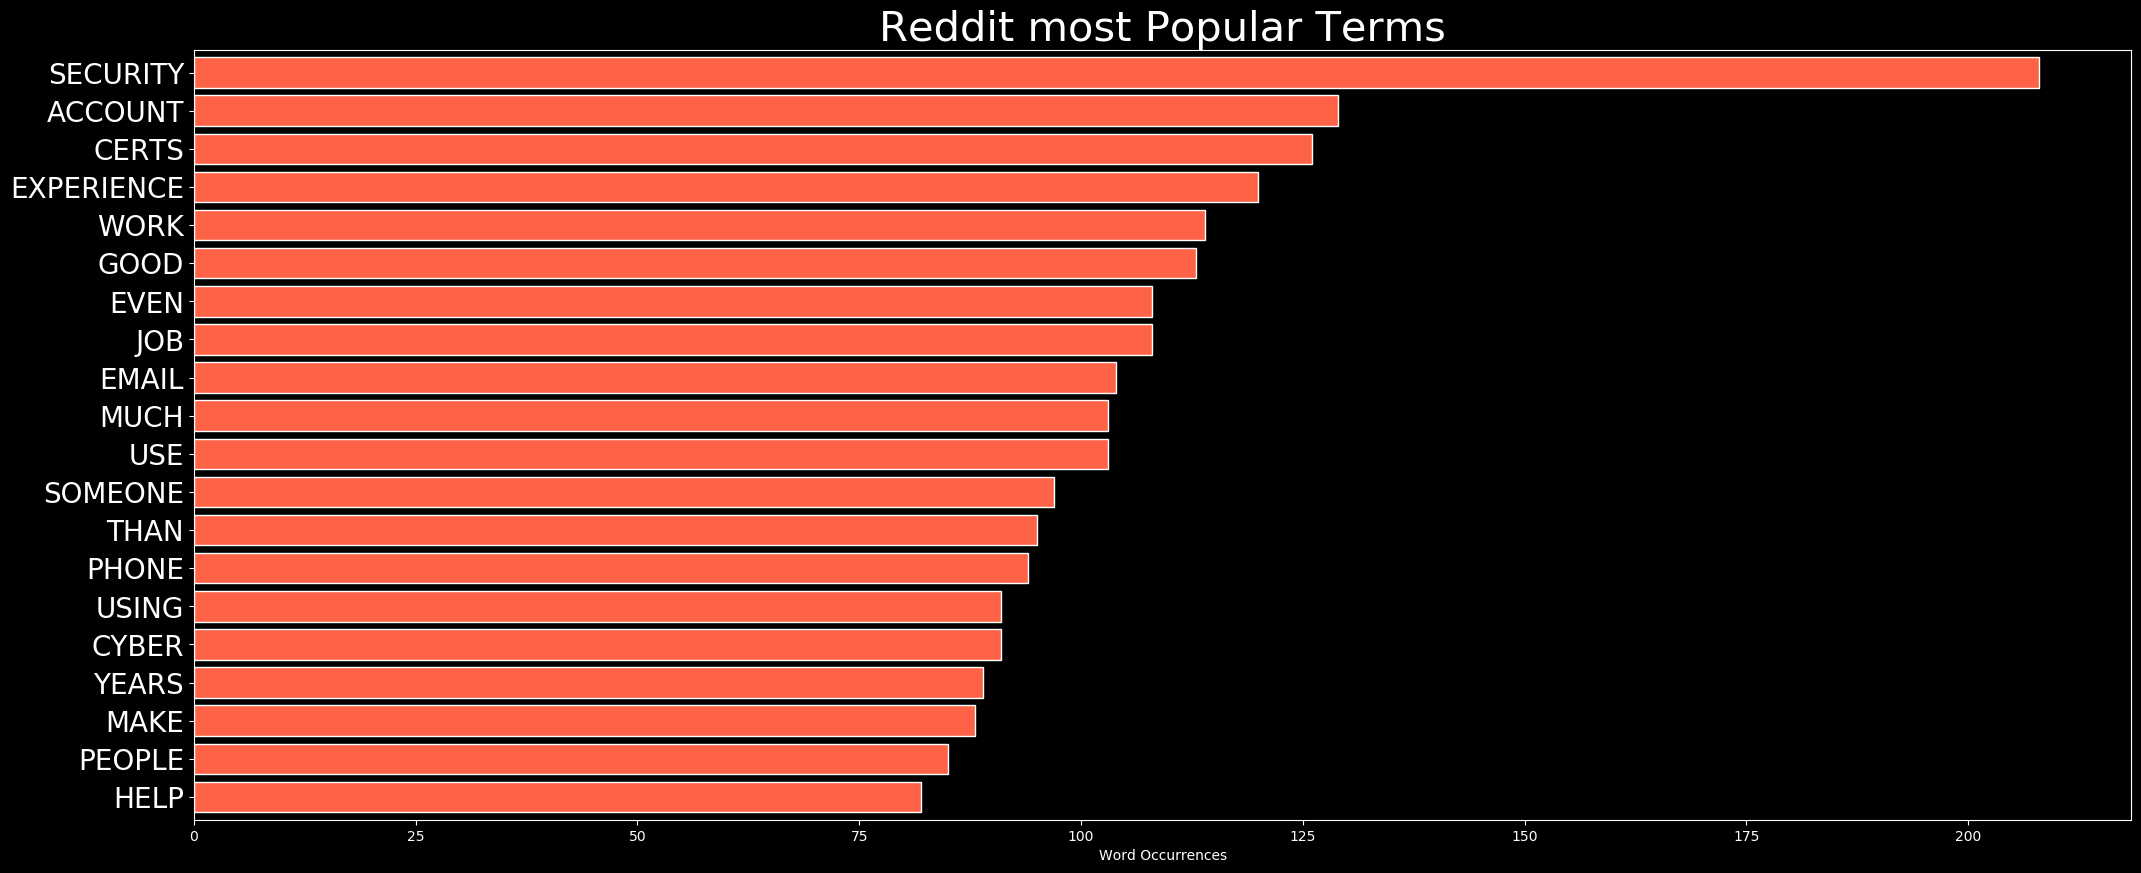 Reddit most Popular Terms
SECURITY
ACCOUNT
CERTS
EXPERIENCE
WORK
GOOD
EVEN
JOB
EMAIL
MUCH
USE
SOMEONE
THAN
PHONE
USING
CYBER
YEARS
MAKE
PEOPLE
HELP
0 25 50 75 100 125 150 175 200
Word Occurrences